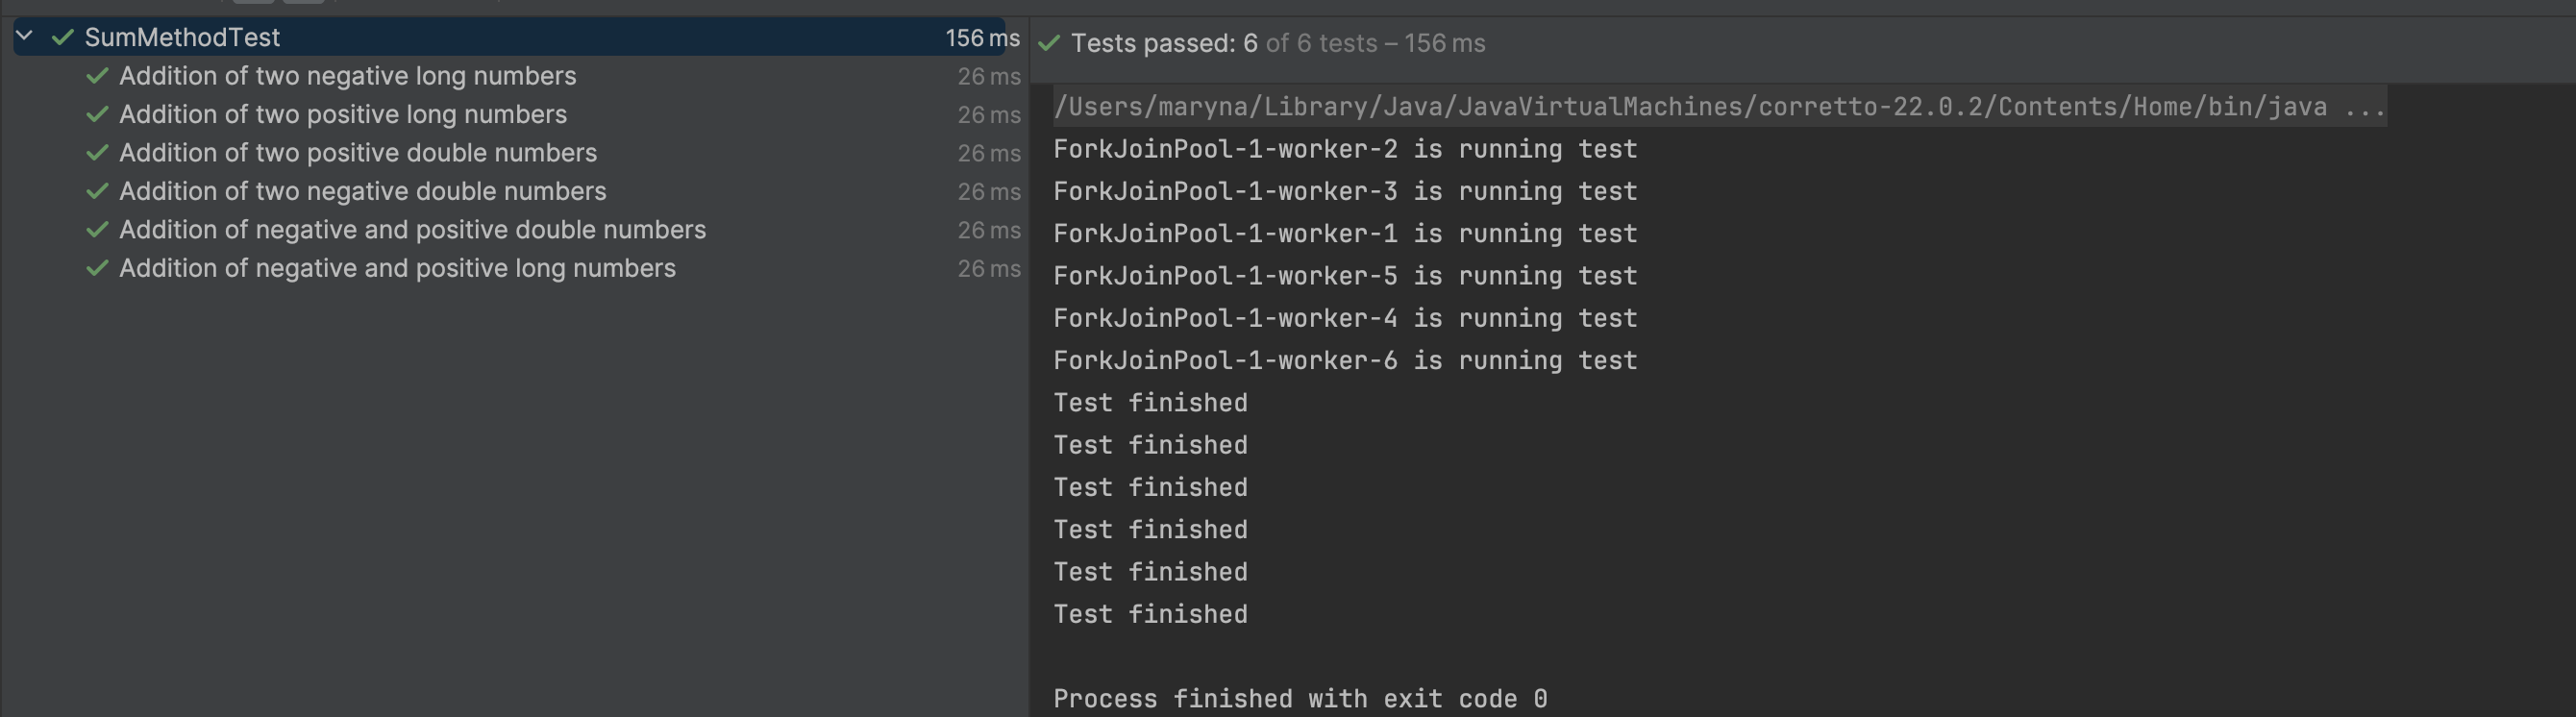 SumMethodTest 156 ms
Addition of two negative long numbers 26 ms
Addition of two positive long numbers 26 ms
Addition of two positive double numbers 26 ms
Addition of two negative double numbers 26 ms
Addition of negative and positive double numbers 26 ms
Addition of negative and positive long numbers 26 ms
Tests passed: 6 of 6 tests – 156 ms
/Users/maryna/Library/Java/JavaVirtualMachines/corretto-22.0.2/Contents/Home/bin/java ...
ForkJoinPool-1-worker-2 is running test
ForkJoinPool-1-worker-3 is running test
ForkJoinPool-1-worker-1 is running test
ForkJoinPool-1-worker-5 is running test
ForkJoinPool-1-worker-4 is running test
ForkJoinPool-1-worker-6 is running test
Test finished
Test finished
Test finished
Test finished
Test finished
Test finished
Process finished with exit code 0